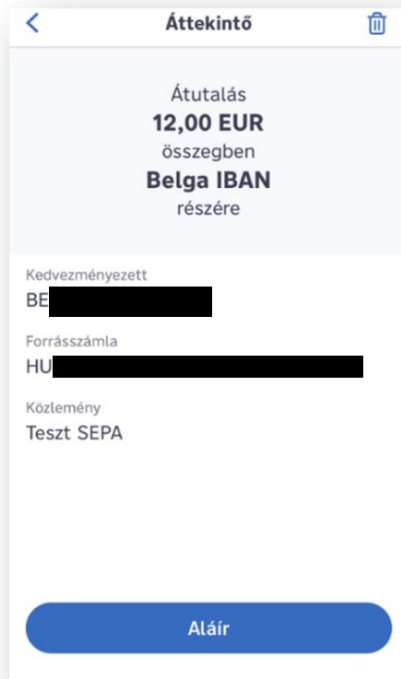 Áttekintő
Átutalás
12,00 EUR
összegben
Belga IBAN
részére
Kedvezményezett
BE
Forrásszámla
HU
Közlemény
Teszt SEPA
Aláír